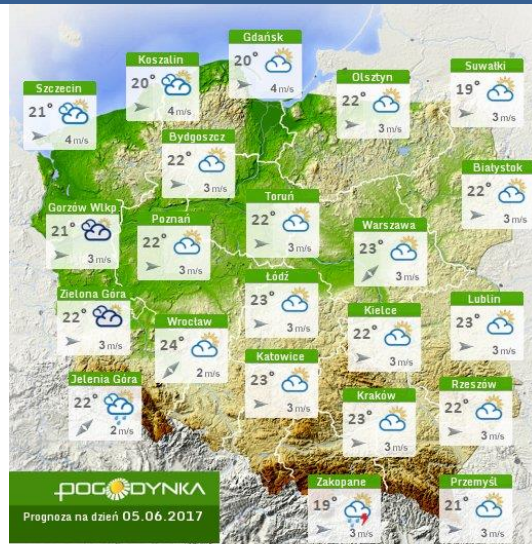 Gdańsk
20°
4 m/s
Koszalin
20°
4 m/s
Szczecin
21°
4 m/s
Olsztyn
22°
3 m/s
Suwałki
19°
3 m/s
Bydgoszcz
22°
3 m/s
Białystok
22°
3 m/s
Gorzów Wlkp
21°
3 m/s
Poznań
22°
3 m/s
Toruń
22°
3 m/s
Warszawa
23°
3 m/s
Zielona Góra
22°
3 m/s
Wrocław
24°
2 m/s
Łódź
23°
3 m/s
Kielce
22°
3 m/s
Lublin
23°
3 m/s
Jelenia Góra
22°
2 m/s
Katowice
23°
3 m/s
Kraków
23°
3 m/s
Rzeszów
22°
3 m/s
Zakopane
19°
3 m/s
Przemyśl
21°
3 m/s
POGODYNKA
Prognoza na dzień 05.06.2017